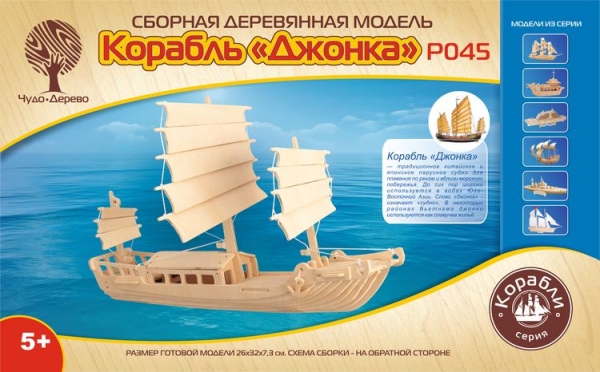 СБОРНАЯ ДЕРЕВЯННАЯ МОДЕЛЬ
Корабль «Джонка» P045
МОДЕЛИ ИЗ СЕРИИ
Чудо-Дерево
Корабль «Джонка»
— традиционное китайское и
японское парусное судно для
плавания по рекам и вблизи морского
побережья. До сих пор широко
используется в водах Юго-
Восточной Азии. Слово «джонка»
означает «судно». В некоторых
районах Вьетнама джонки
используются как плавучее жильё.
Корабли
серия
5+
РАЗМЕР ГОТОВОЙ МОДЕЛИ 26х32х7,3 см. СХЕМА СБОРКИ - НА ОБРАТНОЙ СТОРОНЕ